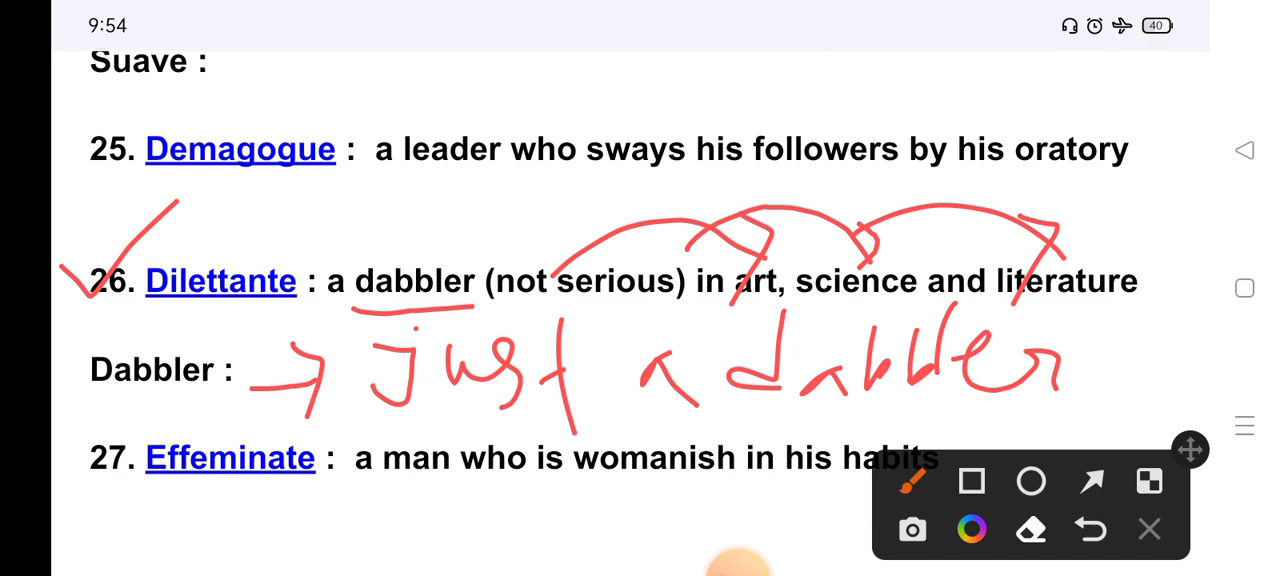 9:54
40
Suave :
25. Demagogue : a leader who sways his followers by his oratory
26. Dilettante : a dabbler (not serious) in art, science and literature
Dabbler : → just a dabbler
27. Effeminate : a man who is womanish in his habits